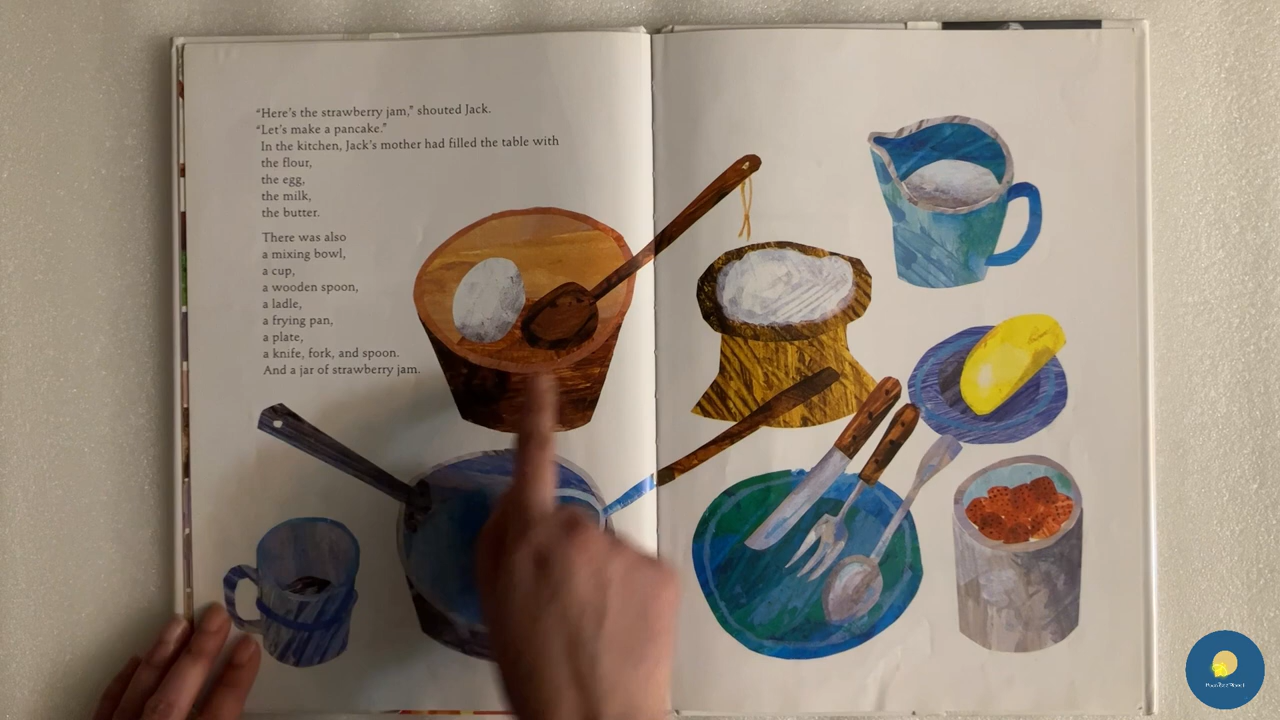 “Here’s the strawberry jam,” shouted Jack.
“Let’s make a pancake.”
In the kitchen, Jack’s mother had filled the table with
the flour,
the egg,
the milk,
the butter.
There was also
a mixing bowl,
a cup,
a wooden spoon,
a ladle,
a frying pan,
a plate,
a knife, fork, and spoon.
And a jar of strawberry jam.